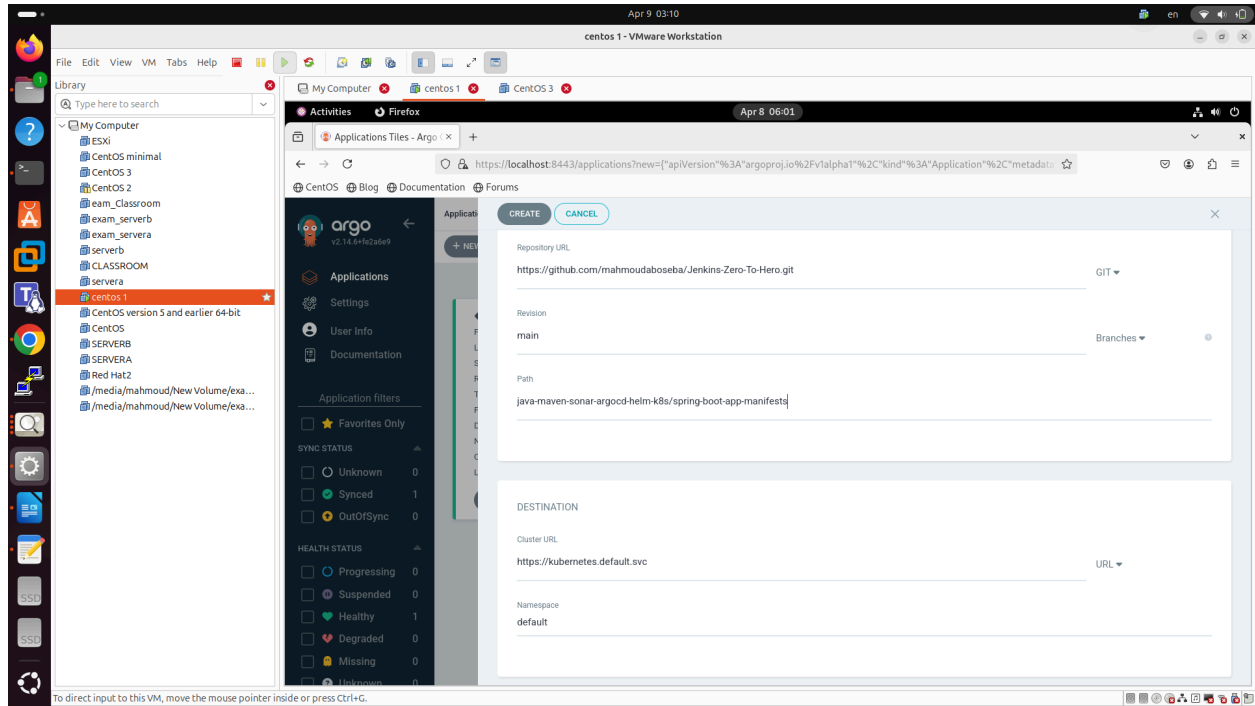 Apr 9 03:10
en
centos 1 - VMware Workstation
File Edit View VM Tabs Help
Library
Type here to search
My Computer
ESXi
CentOS minimal
CentOS 3
CentOS 2
eam_Classroom
exam_serverb
exam_servera
serverb
CLASSROOM
servera
centos 1
CentOS version 5 and earlier 64-bit
CentOS
SERVERB
SERVERA
Red Hat2
/media/mahmoud/New Volume/exa...
/media/mahmoud/New Volume/exa...
My Computer
centos 1
CentOS 3
Activities
Firefox
Apr 8 06:01
Applications Tiles - Argo
https://localhost:8443/applications?new={"apiVersion"%3A"argoproj.io%2Fv1alpha1"%2C"kind"%3A"Application"%2C"metadata
CentOS
Blog
Documentation
Forums
argo
v2.14.6+fe2a6e9
Applications
Settings
User Info
Documentation
Application filters
Favorites Only
SYNC STATUS
Unknown 0
Synced 1
OutOfSync 0
HEALTH STATUS
Progressing 0
Suspended 0
Healthy 1
Degraded 0
Missing 0
Unknown 0
Applicati
+ NEW
CREATE
CANCEL
Repository URL
https://github.com/mahmoudaboseba/Jenkins-Zero-To-Hero.git
GIT
Revision
main
Branches
Path
java-maven-sonar-argocd-helm-k8s/spring-boot-app-manifests
DESTINATION
Cluster URL
https://kubernetes.default.svc
URL
Namespace
default
To direct input to this VM, move the mouse pointer inside or press Ctrl+G.